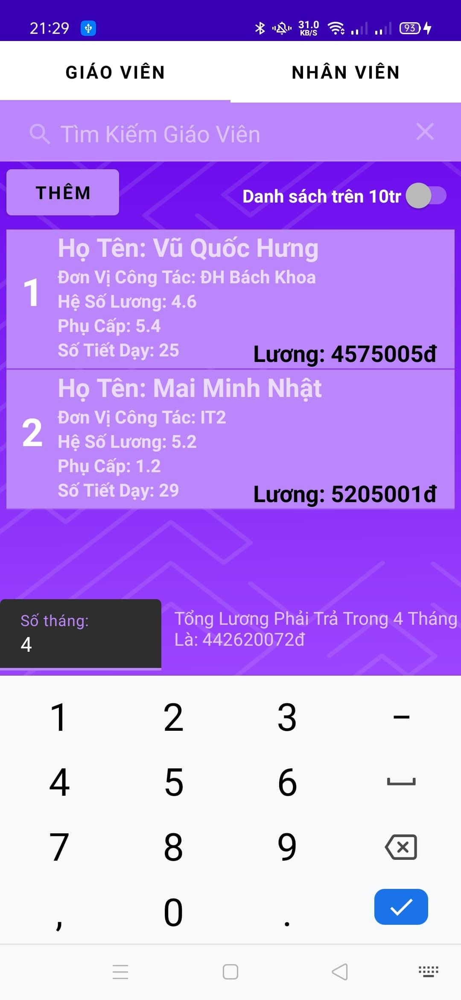 21:29
31.0
KB/S
93
GIÁO VIÊN
NHÂN VIÊN
Tìm Kiếm Giáo Viên
THÊM
Danh sách trên 10tr
1
Họ Tên: Vũ Quốc Hưng
Đơn Vị Công Tác: ĐH Bách Khoa
Hệ Số Lương: 4.6
Phụ Cấp: 5.4
Số Tiết Dạy: 25
Lương: 4575005đ
2
Họ Tên: Mai Minh Nhật
Đơn Vị Công Tác: IT2
Hệ Số Lương: 5.2
Phụ Cấp: 1.2
Số Tiết Dạy: 29
Lương: 5205001đ
Số tháng:
4
Tổng Lương Phải Trả Trong 4 Tháng
Là: 442620072đ
1 2 3 –
4 5 6
7 8 9
, 0 .